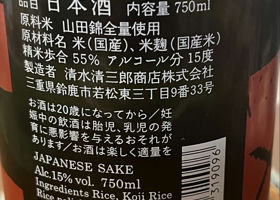 品目 日本酒 内容量 750ml
原料米 山田錦全量使用
原材料名 米(国産)、米麹(国産米)
精米歩合 55% アルコール分 15度
製造者 清水清三郎商店株式会社
三重県鈴鹿市若松東三丁目9番33号
お酒は20歳になってから/妊
娠中の飲酒は胎児、乳児の発
育に悪影響を与えるおそれが
あります/お酒は楽しく適量を
JAPANESE SAKE
Alc.15% vol. 750ml
Ingredients Rice, Koji Rice
Rice